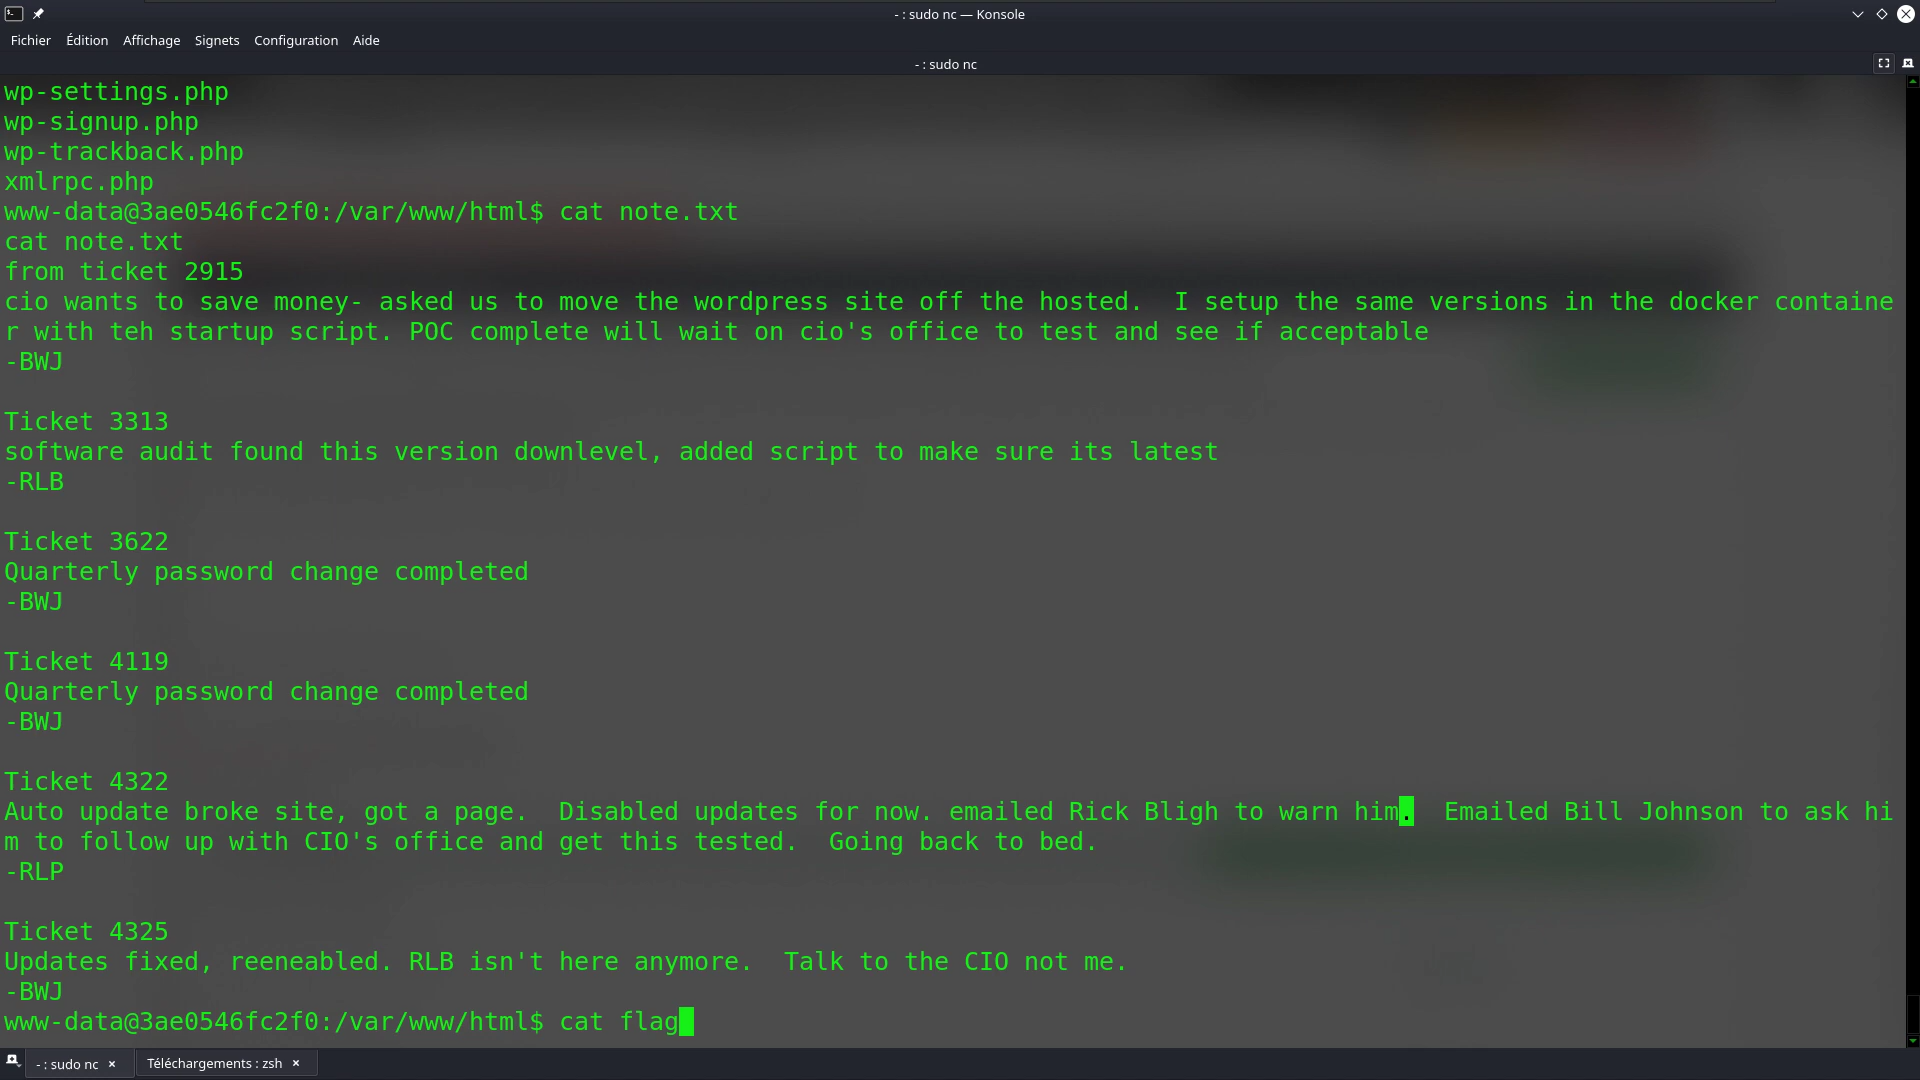 - : sudo nc — Konsole
Fichier Édition Affichage Signets Configuration Aide
- : sudo nc
wp-settings.php
wp-signup.php
wp-trackback.php
xmlrpc.php
www-data@3ae0546fc2f0:/var/www/html$ cat note.txt
cat note.txt
from ticket 2915
cio wants to save money- asked us to move the wordpress site off the hosted.  I setup the same versions in the docker containe
r with teh startup script. POC complete will wait on cio's office to test and see if acceptable
-BWJ
Ticket 3313
software audit found this version downlevel, added script to make sure its latest
-RLB
Ticket 3622
Quarterly password change completed
-BWJ
Ticket 4119
Quarterly password change completed
-BWJ
Ticket 4322
Auto update broke site, got a page.  Disabled updates for now. emailed Rick Bligh to warn him.  Emailed Bill Johnson to ask hi
m to follow up with CIO's office and get this tested.  Going back to bed.
-RLP
Ticket 4325
Updates fixed, reeneabled. RLB isn't here anymore.  Talk to the CIO not me.
-BWJ
www-data@3ae0546fc2f0:/var/www/html$ cat flag
- : sudo nc × Téléchargements : zsh ×